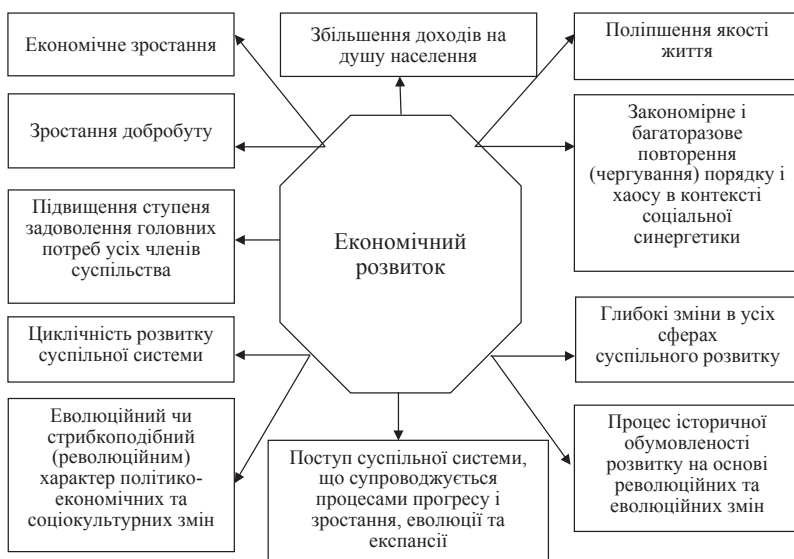 Економічне зростання
Збільшення доходів на
душу населення
Поліпшення якості
життя
Зростання добробуту
Закономірне і
багаторазове
повторення
(чергування) порядку і
хаосу в контексті
соціальної
синергетики
Підвищення ступеня
задоволення головних
потреб усіх членів
суспільства
Економічний
розвиток
Циклічність розвитку
суспільної системи
Глибокі зміни в усіх
сферах
суспільного розвитку
Еволюційний чи
стрибкоподібний
(революційним)
характер політико-
економічних та
соціокультурних змін
Поступ суспільної системи,
що супроводжується
процесами прогресу і
зростання, еволюції та
експансії
Процес історичної
обумовленості
розвитку на основі
революційних та
еволюційних змін